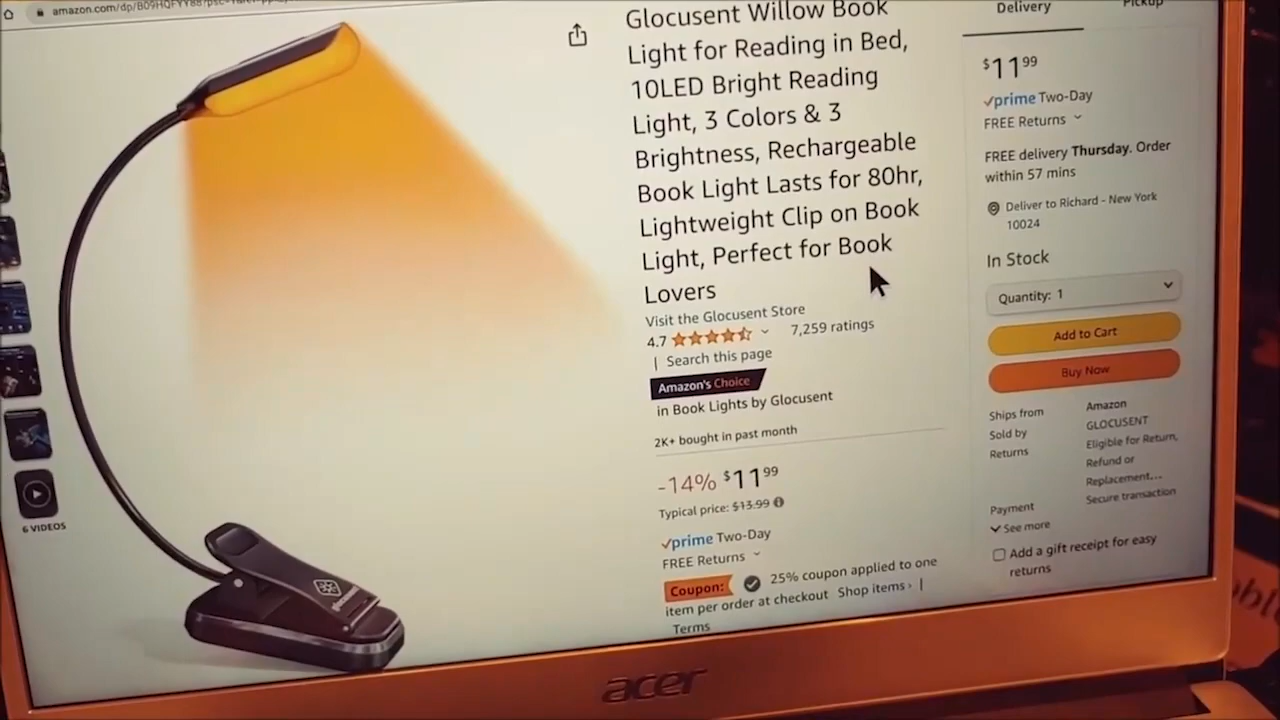 amazon.com/dp/B09HQFYY88/
Glocusent Willow Book
Light for Reading in Bed,
10LED Bright Reading
Light, 3 Colors & 3
Brightness, Rechargeable
Book Light Lasts for 80hr,
Lightweight Clip on Book
Light, Perfect for Book
Lovers
Visit the Glocusent Store
4.7 7,259 ratings
| Search this page
Amazon's Choice
in Book Lights by Glocusent
2K+ bought in past month
-14% $11 99
Typical price: $13.99
prime Two-Day
FREE Returns
Coupon: 25% coupon applied to one
item per order at checkout Shop items › |
Terms
6 VIDEOS
glocusent
Delivery Pickup
$11 99
prime Two-Day
FREE Returns
FREE delivery Thursday. Order
within 57 mins
Deliver to Richard - New York
10024
In Stock
Quantity: 1
Add to Cart
Buy Now
Ships from Amazon
Sold by GLOCUSENT
Returns Eligible for Return,
Refund or
Replacement...
Payment Secure transaction
See more
Add a gift receipt for easy
returns
acer